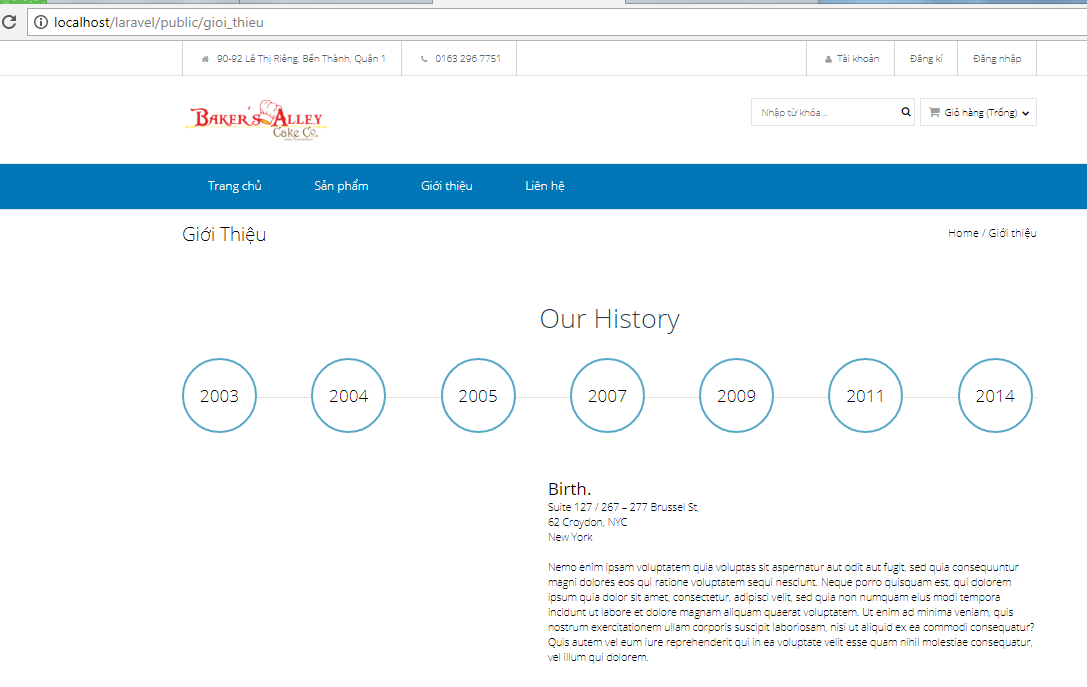 localhost/laravel/public/gioi_thieu
90-92 Lê Thị Riêng, Bến Thành, Quận 1
0163 296 7751
Tài khoản
Đăng kí
Đăng nhập
BAKER'S ALLEY
Cake Co.
Nhập từ khóa...
Giỏ hàng (Trống)
Trang chủ
Sản phẩm
Giới thiệu
Liên hệ
Giới Thiệu
Home / Giới thiệu
Our History
2003
2004
2005
2007
2009
2011
2014
Birth.
Suite 127 / 267 – 277 Brussel St,
62 Croydon, NYC
New York
Nemo enim ipsam voluptatem quia voluptas sit aspernatur aut odit aut fugit, sed quia consequuntur
magni dolores eos qui ratione voluptatem sequi nesciunt. Neque porro quisquam est, qui dolorem
ipsum quia dolor sit amet, consectetur, adipisci velit, sed quia non numquam eius modi tempora
incidunt ut labore et dolore magnam aliquam quaerat voluptatem. Ut enim ad minima veniam, quis
nostrum exercitationem ullam corporis suscipit laboriosam, nisi ut aliquid ex ea commodi consequatur?
Quis autem vel eum iure reprehenderit qui in ea voluptate velit esse quam nihil molestiae consequatur,
vel illum qui dolorem.